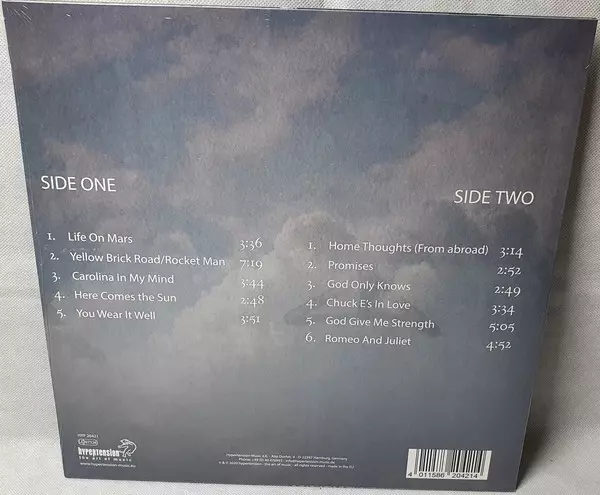 SIDE ONE
1. Life On Mars 3:36
2. Yellow Brick Road/Rocket Man 7:19
3. Carolina In My Mind 3:44
4. Here Comes the Sun 2:48
5. You Wear It Well 3:51
SIDE TWO
1. Home Thoughts (From abroad) 3:14
2. Promises 2:52
3. God Only Knows 2:49
4. Chuck E's In Love 3:34
5. God Give Me Strength 5:05
6. Romeo And Juliet 4:52
hypertension
the art of music
www.hypertension-music.eu
4 011586 204214